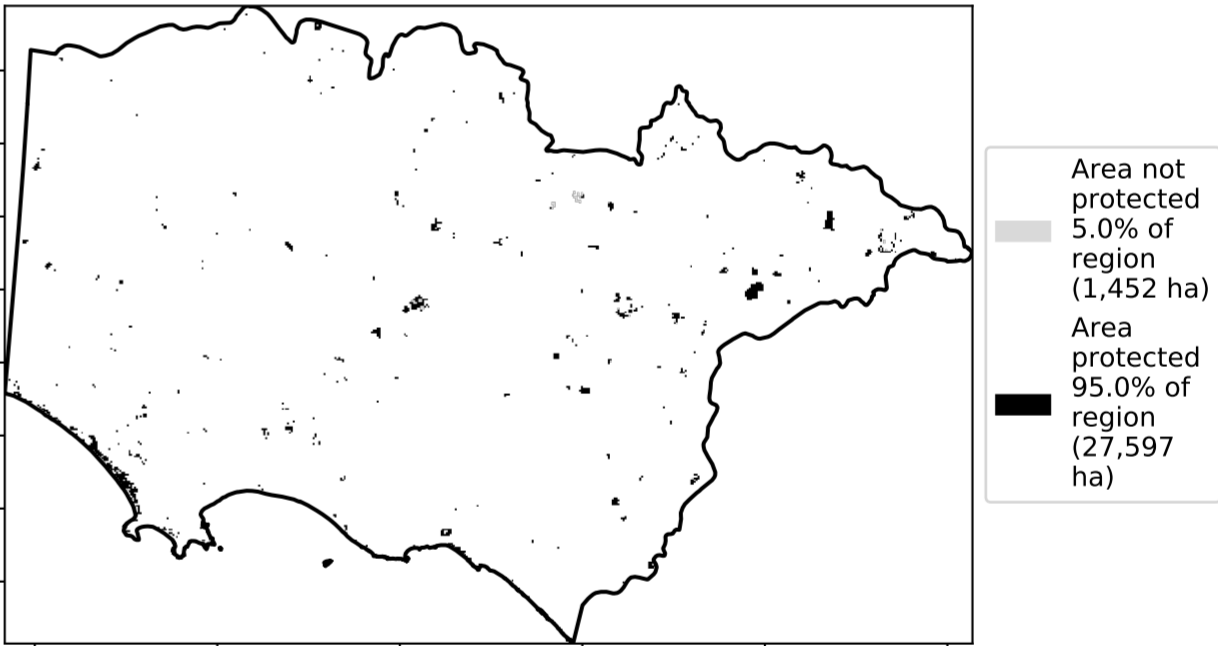 Area not
protected
5.0% of
region
(1,452 ha)
Area
protected
95.0% of
region
(27,597
ha)